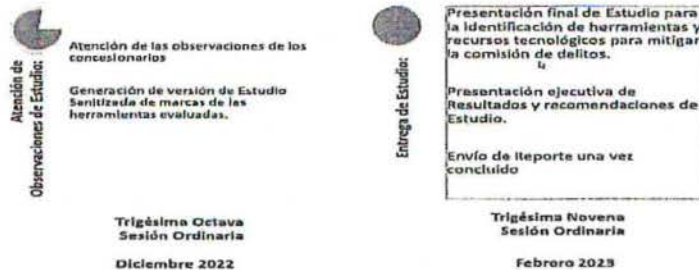 Atención de
Observaciones de Estudio:
Atención de las observaciones de los
concesionarios
Generación de versión de Estudio
Sanitizada de marcas de las
herramientas evaluadas.
Trigésima Octava
Sesión Ordinaria
Diciembre 2022
Entrega de Estudio:
Presentación final de Estudio para
la identificación de herramientas y
recursos tecnológicos para mitigar
la comisión de delitos.
Presentación ejecutiva de
Resultados y recomendaciones de
Estudio.
Envío de Reporte una vez
concluido
Trigésima Novena
Sesión Ordinaria
Febrero 2023